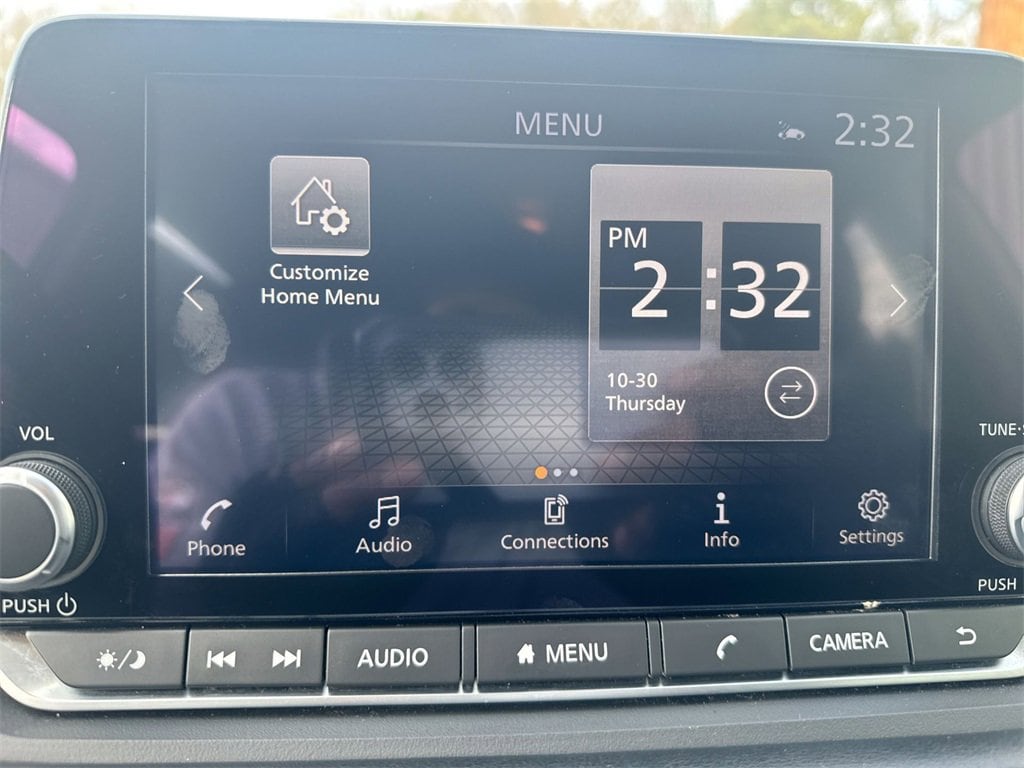 MENU
2:32
Customize
Home Menu
PM
2:32
10-30
Thursday
VOL
TUNE·
Phone
Audio
Connections
Info
Settings
PUSH
PUSH
AUDIO
MENU
CAMERA